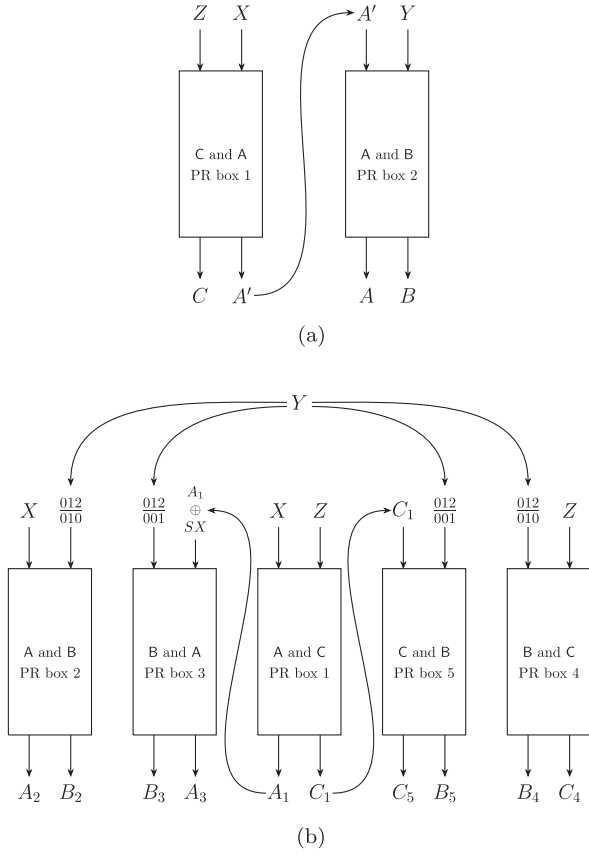 Z X A′ Y
C and A A and B
PR box 1 PR box 2
C A′ A B
(a)
Y
X 012/010 012/001 A₁ ⊕ SX X Z C₁ 012/001 012/010 Z
A and B B and A A and C C and B B and C
PR box 2 PR box 3 PR box 1 PR box 5 PR box 4
A₂ B₂ B₃ A₃ A₁ C₁ C₅ B₅ B₄ C₄
(b)